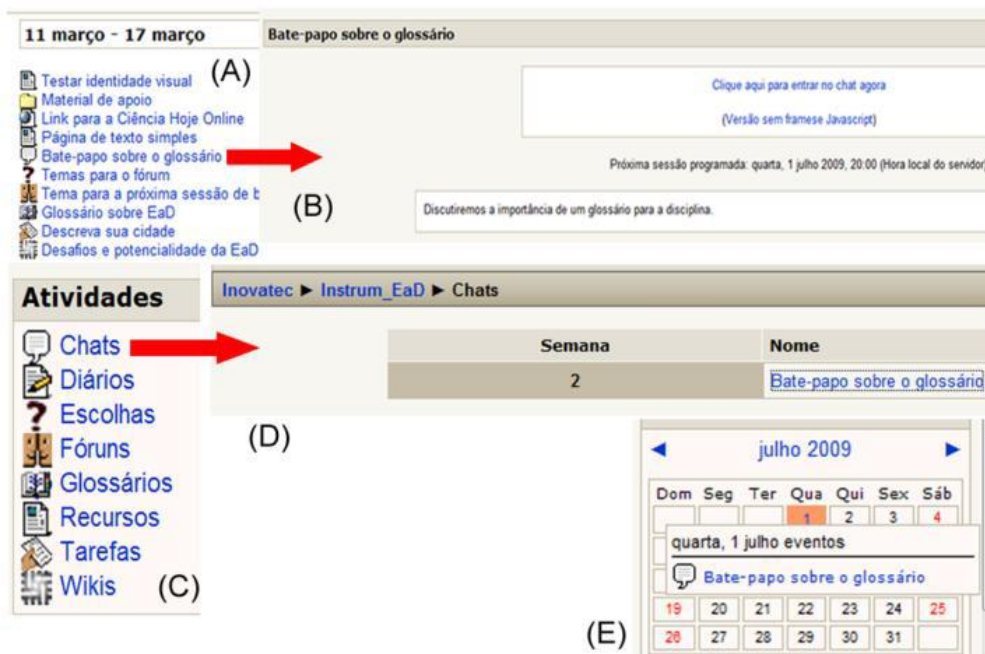 11 março - 17 março
(A)
Testar identidade visual
Material de apoio
Link para a Ciência Hoje Online
Página de texto simples
Bate-papo sobre o glossário
Temas para o fórum
Tema para a próxima sessão de b
Glossário sobre EaD
Descreva sua cidade
Desafios e potencialidade da EaD
Bate-papo sobre o glossário
Clique aqui para entrar no chat agora
(Versão sem framese Javascript)
Próxima sessão programada: quarta, 1 julho 2009, 20:00 (Hora local do servidor)
(B)
Discutiremos a importância de um glossário para a disciplina.
Atividades
Chats
Diários
Escolhas
Fóruns
Glossários
Recursos
Tarefas
Wikis
(C)
Inovatec ► Instrum_EaD ► Chats
Semana Nome
2 Bate-papo sobre o glossário
(D)
◄ julho 2009 ►
Dom Seg Ter Qua Qui Sex Sáb
1 2 3 4
quarta, 1 julho eventos
Bate-papo sobre o glossário
19 20 21 22 23 24 25
26 27 28 29 30 31
(E)